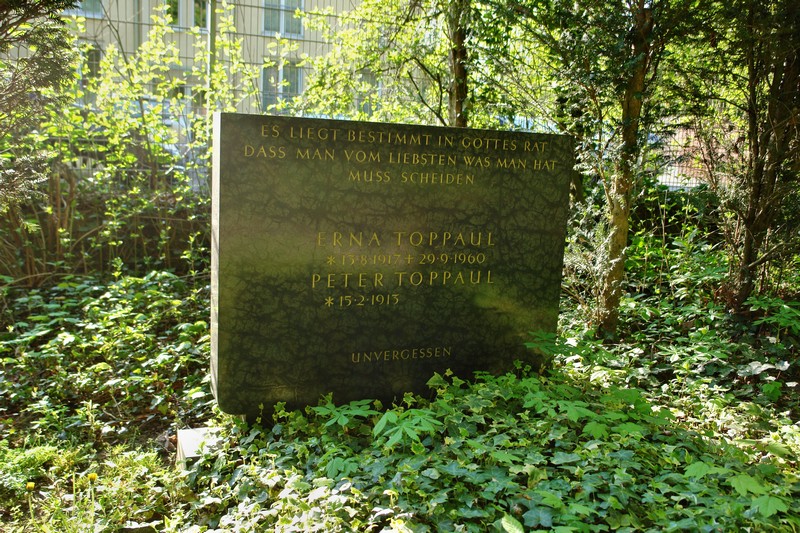 ES LIEGT BESTIMMT IN GOTTES RAT
DASS MAN VOM LIEBSTEN WAS MAN HAT
MUSS SCHEIDEN
ERNA TOPPAUL
*13·8·1917 + 29·9·1960
PETER TOPPAUL
*15·2·1913
UNVERGESSEN